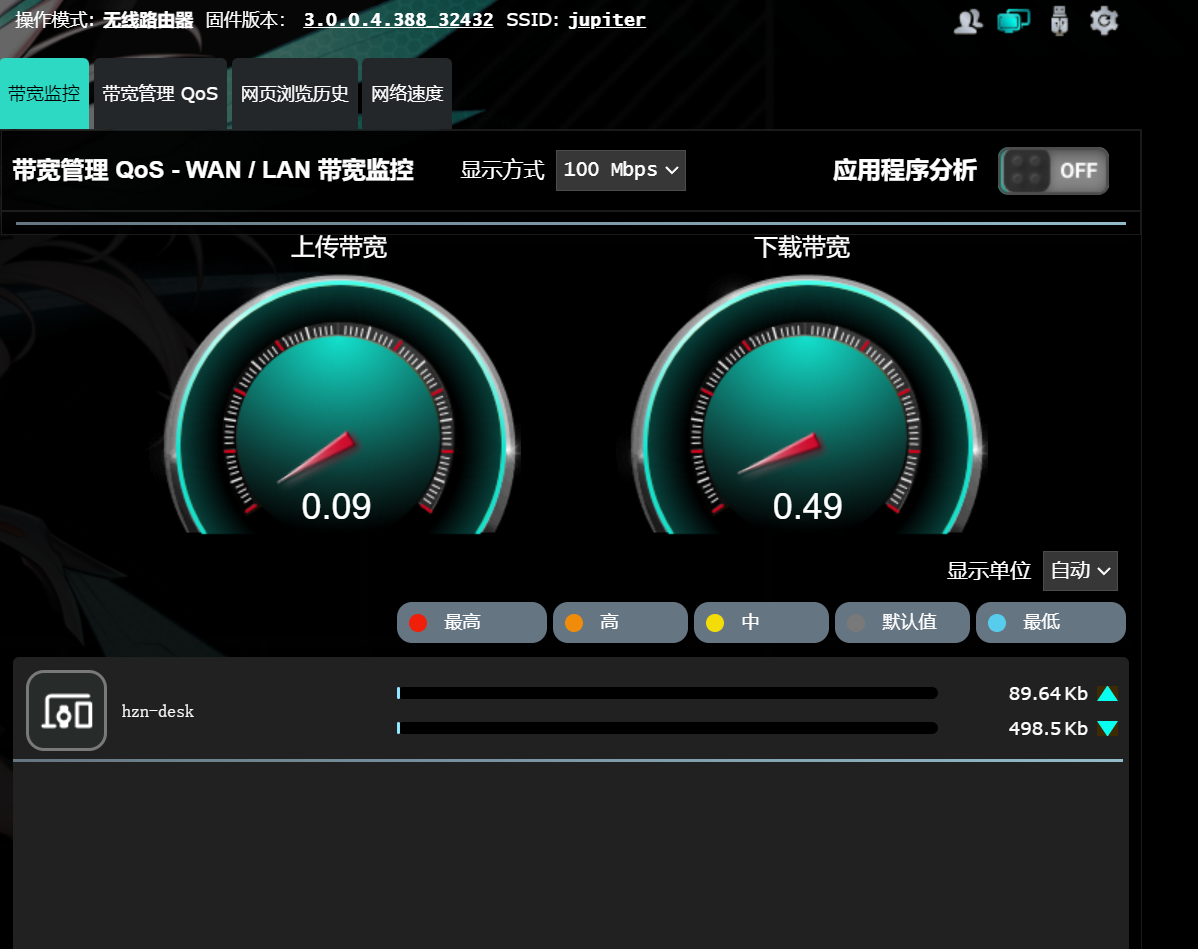 操作模式: 无线路由器 固件版本: 3.0.0.4.388_32432 SSID: jupiter
带宽监控 带宽管理 QoS 网页浏览历史 网络速度
带宽管理 QoS - WAN / LAN 带宽监控 显示方式 100 Mbps 应用程序分析 OFF
上传带宽 下载带宽
0.09 0.49
显示单位 自动
最高 高 中 默认值 最低
hzn-desk
89.64 Kb
498.5 Kb